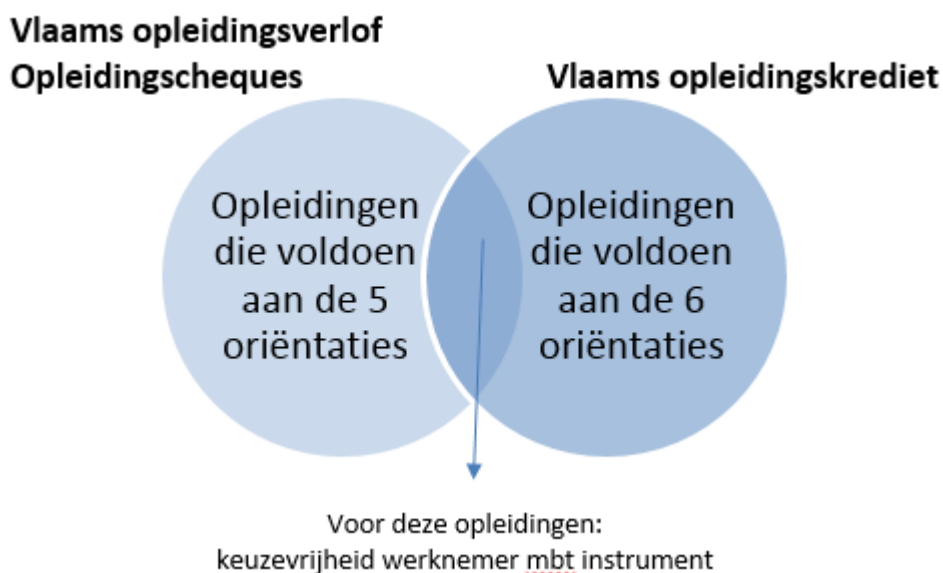 Vlaams opleidingsverlof
Opleidingscheques
Vlaams opleidingskrediet
Opleidingen
die voldoen
aan de 5
oriëntaties
Opleidingen
die voldoen
aan de 6
oriëntaties
Voor deze opleidingen:
keuzevrijheid werknemer mbt instrument